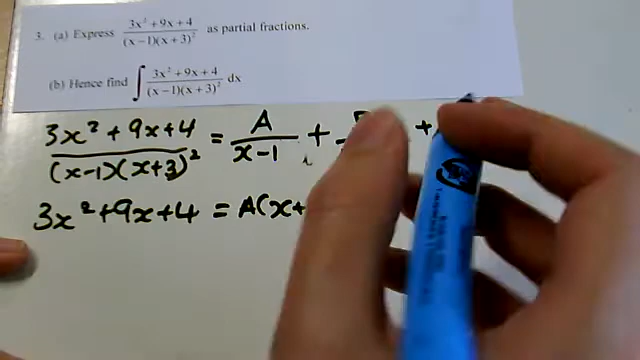 3. (a) Express (3x² + 9x + 4)/((x − 1)(x + 3)²) as partial fractions.
(b) Hence find ∫ (3x² + 9x + 4)/((x − 1)(x + 3)²) dx
(3x² + 9x + 4)/((x−1)(x+3)²) = A/(x−1) + +
3x² + 9x + 4 = A(x+